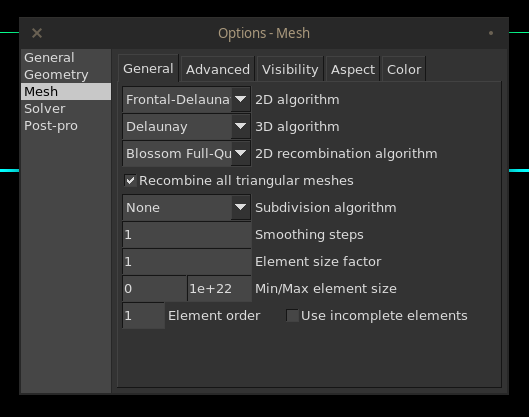 Options - Mesh
General
Geometry
Mesh
Solver
Post-pro
General Advanced Visibility Aspect Color
Frontal-Delauna 2D algorithm
Delaunay 3D algorithm
Blossom Full-Qu 2D recombination algorithm
Recombine all triangular meshes
None Subdivision algorithm
1 Smoothing steps
1 Element size factor
0 1e+22 Min/Max element size
1 Element order Use incomplete elements